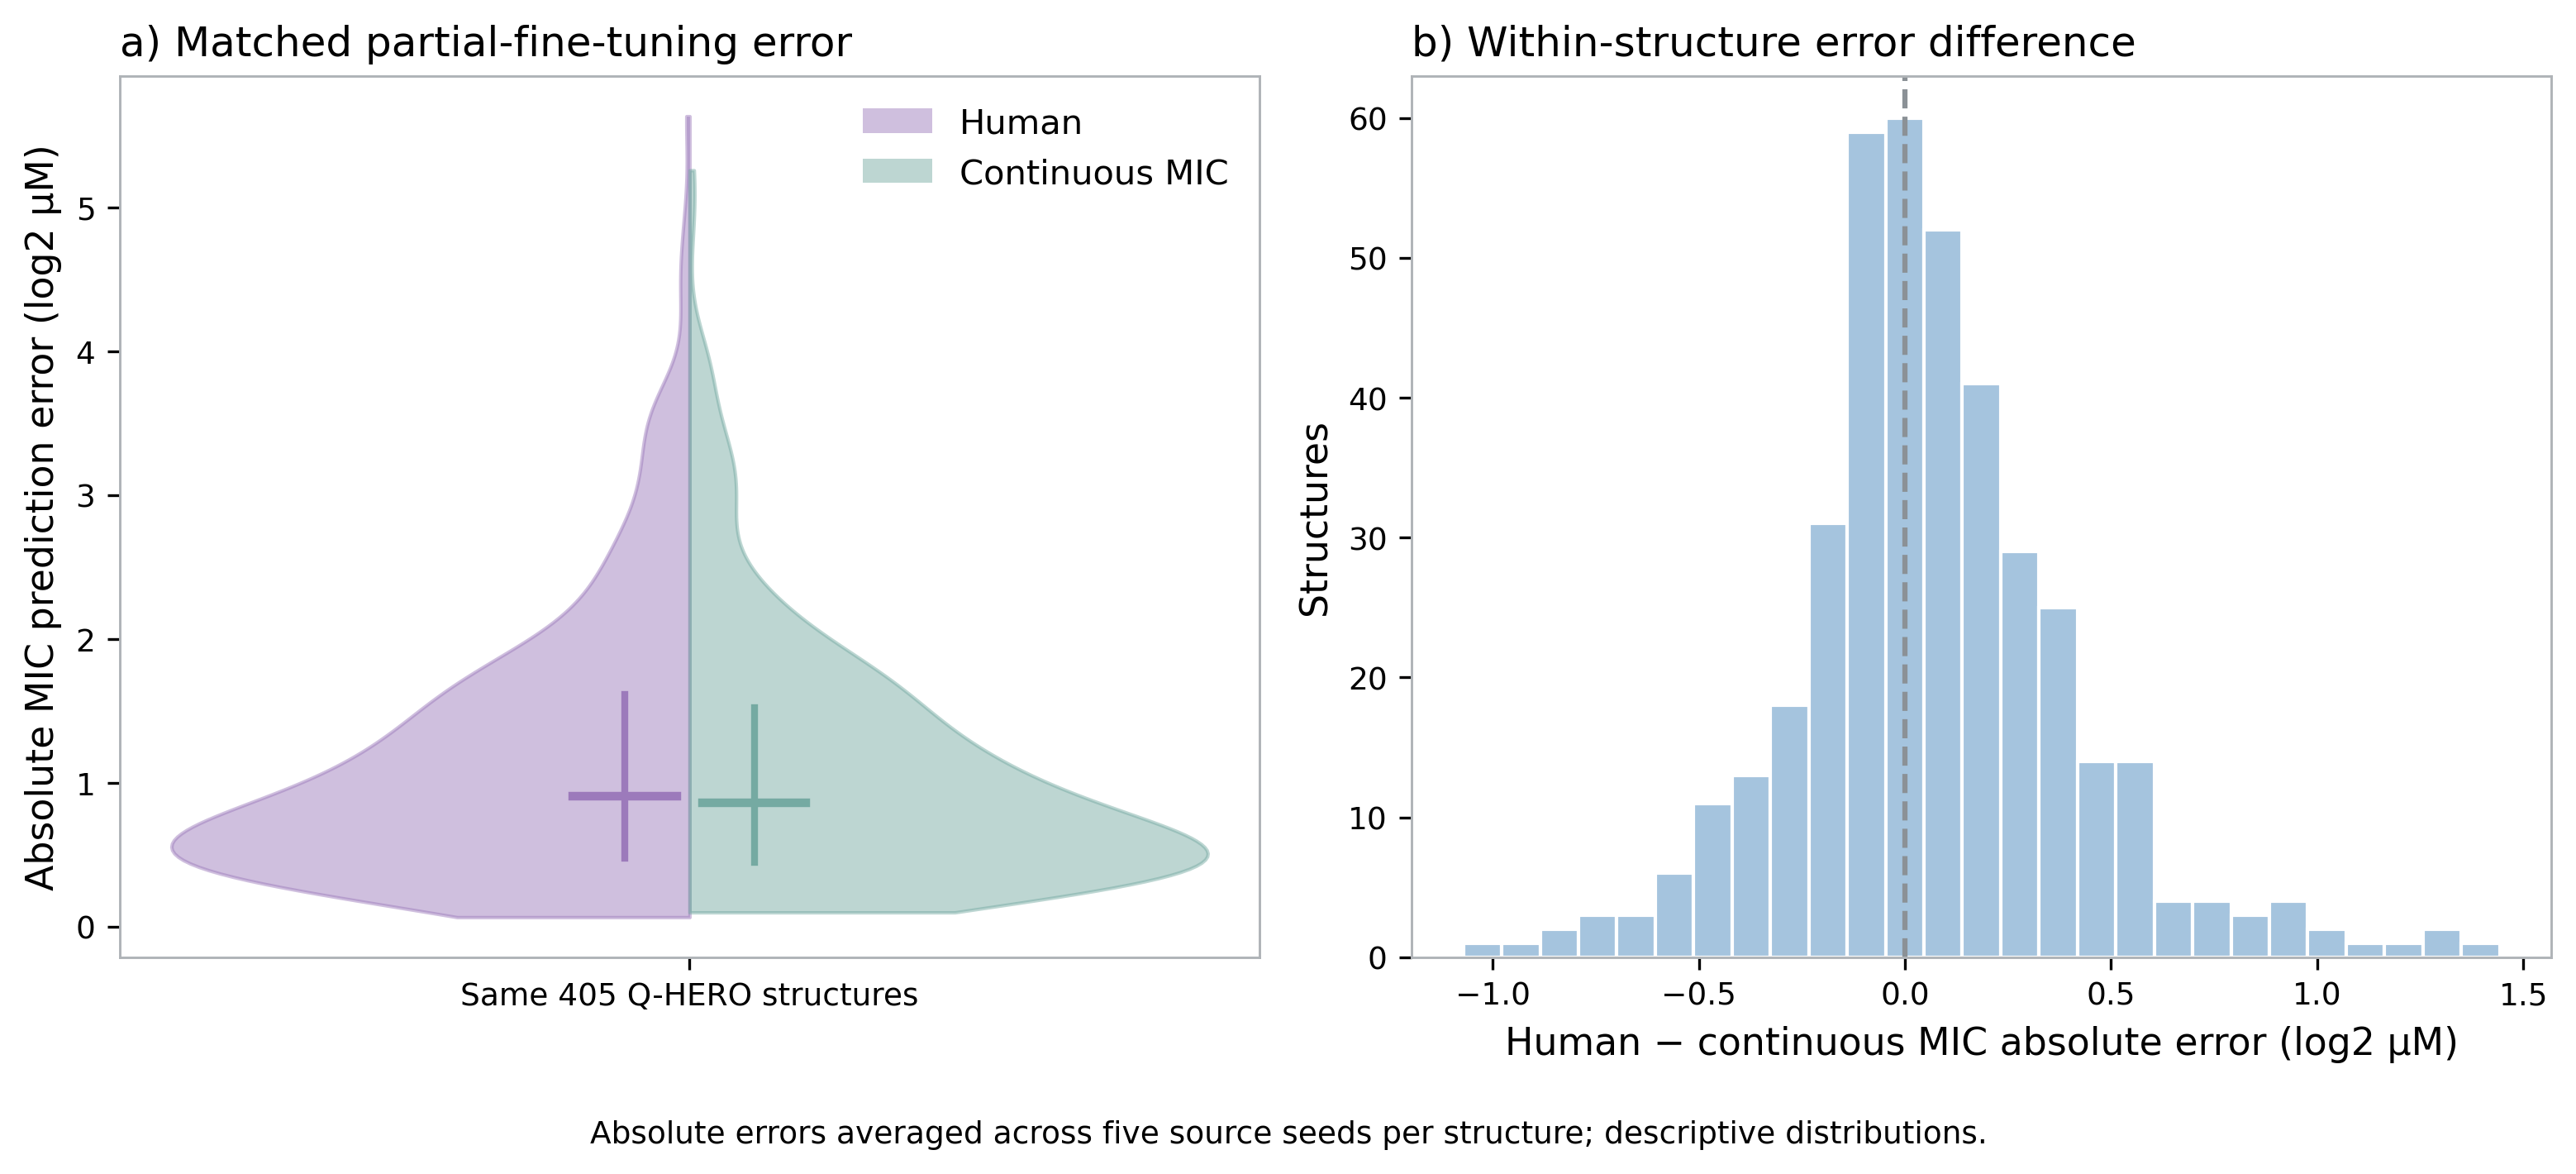 a) Matched partial-fine-tuning error
Absolute MIC prediction error (log2 µM)
5
4
3
2
1
0
Human
Continuous MIC
Same 405 Q-HERO structures
b) Within-structure error difference
Structures
60
50
40
30
20
10
0
−1.0
−0.5
0.0
0.5
1.0
1.5
Human − continuous MIC absolute error (log2 µM)
Absolute errors averaged across five source seeds per structure; descriptive distributions.